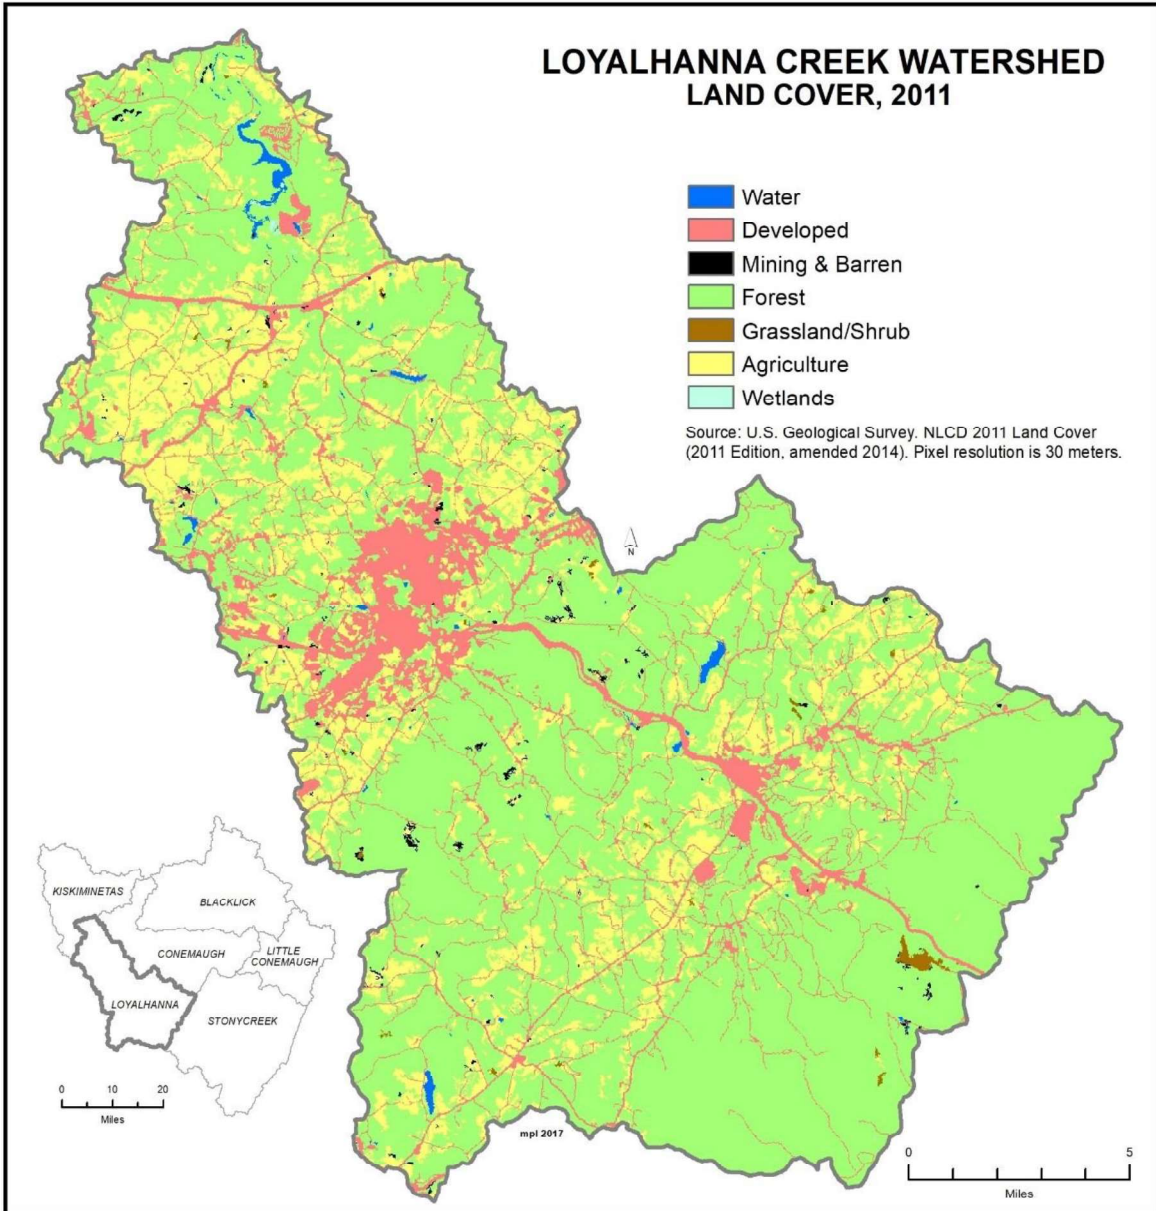 LOYALHANNA CREEK WATERSHED
LAND COVER, 2011
Water
Developed
Mining & Barren
Forest
Grassland/Shrub
Agriculture
Wetlands
Source: U.S. Geological Survey. NLCD 2011 Land Cover
(2011 Edition, amended 2014). Pixel resolution is 30 meters.
N
KISKIMINETAS
BLACKLICK
CONEMAUGH
LITTLE
CONEMAUGH
LOYALHANNA
STONYCREEK
0 10 20
Miles
mpl 2017
0 5
Miles